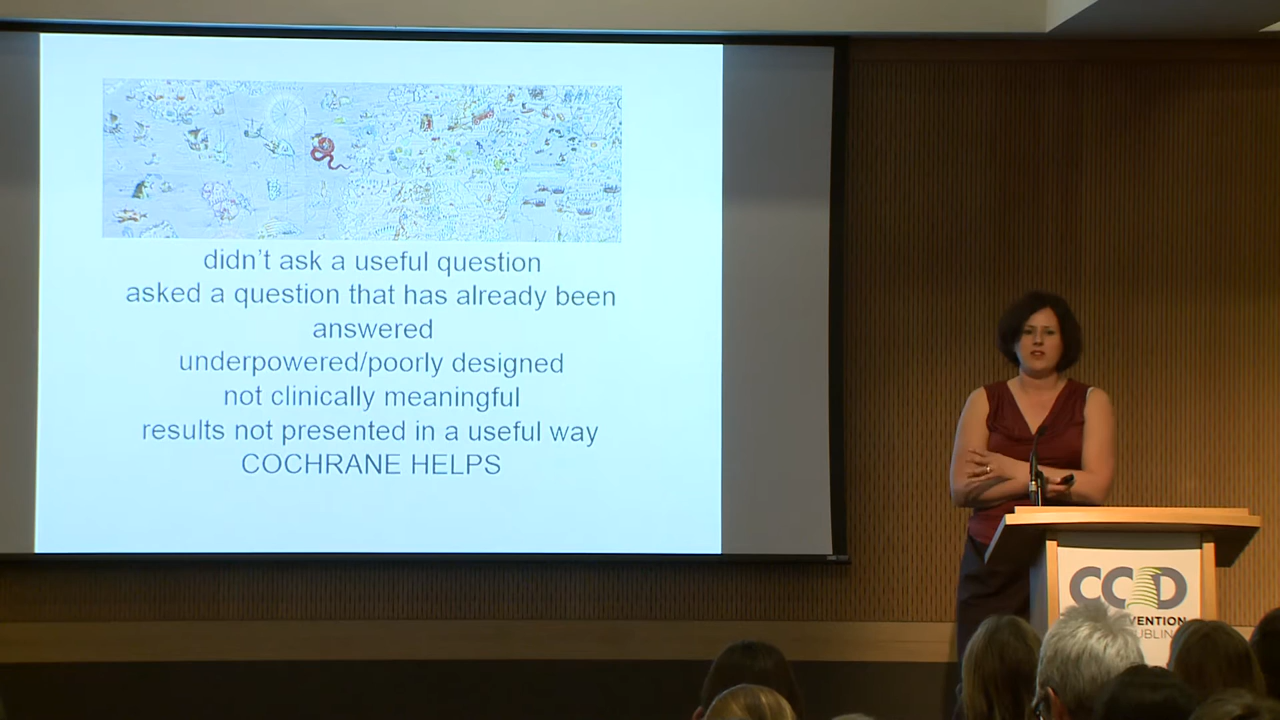 didn't ask a useful question
asked a question that has already been
answered
underpowered/poorly designed
not clinically meaningful
results not presented in a useful way
COCHRANE HELPS
CCD
VENTION
UBLIN